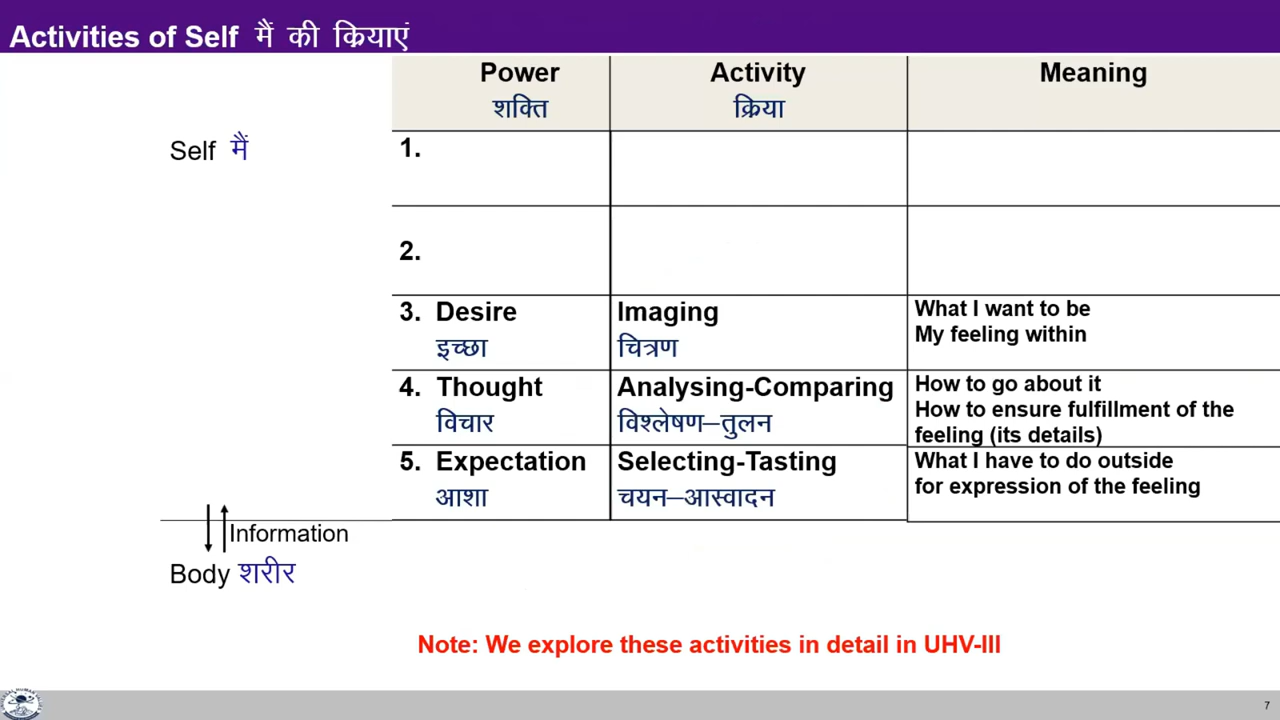 Activities of Self मैं की क्रियाएं
Power Activity Meaning
शक्ति क्रिया
Self मैं
1.
2.
3. Desire Imaging What I want to be
इच्छा चित्रण My feeling within
4. Thought Analysing-Comparing How to go about it
विचार विश्लेषण–तुलन How to ensure fulfillment of the
feeling (its details)
5. Expectation Selecting-Tasting What I have to do outside
आशा चयन–आस्वादन for expression of the feeling
Information
Body शरीर
Note: We explore these activities in detail in UHV-III
7